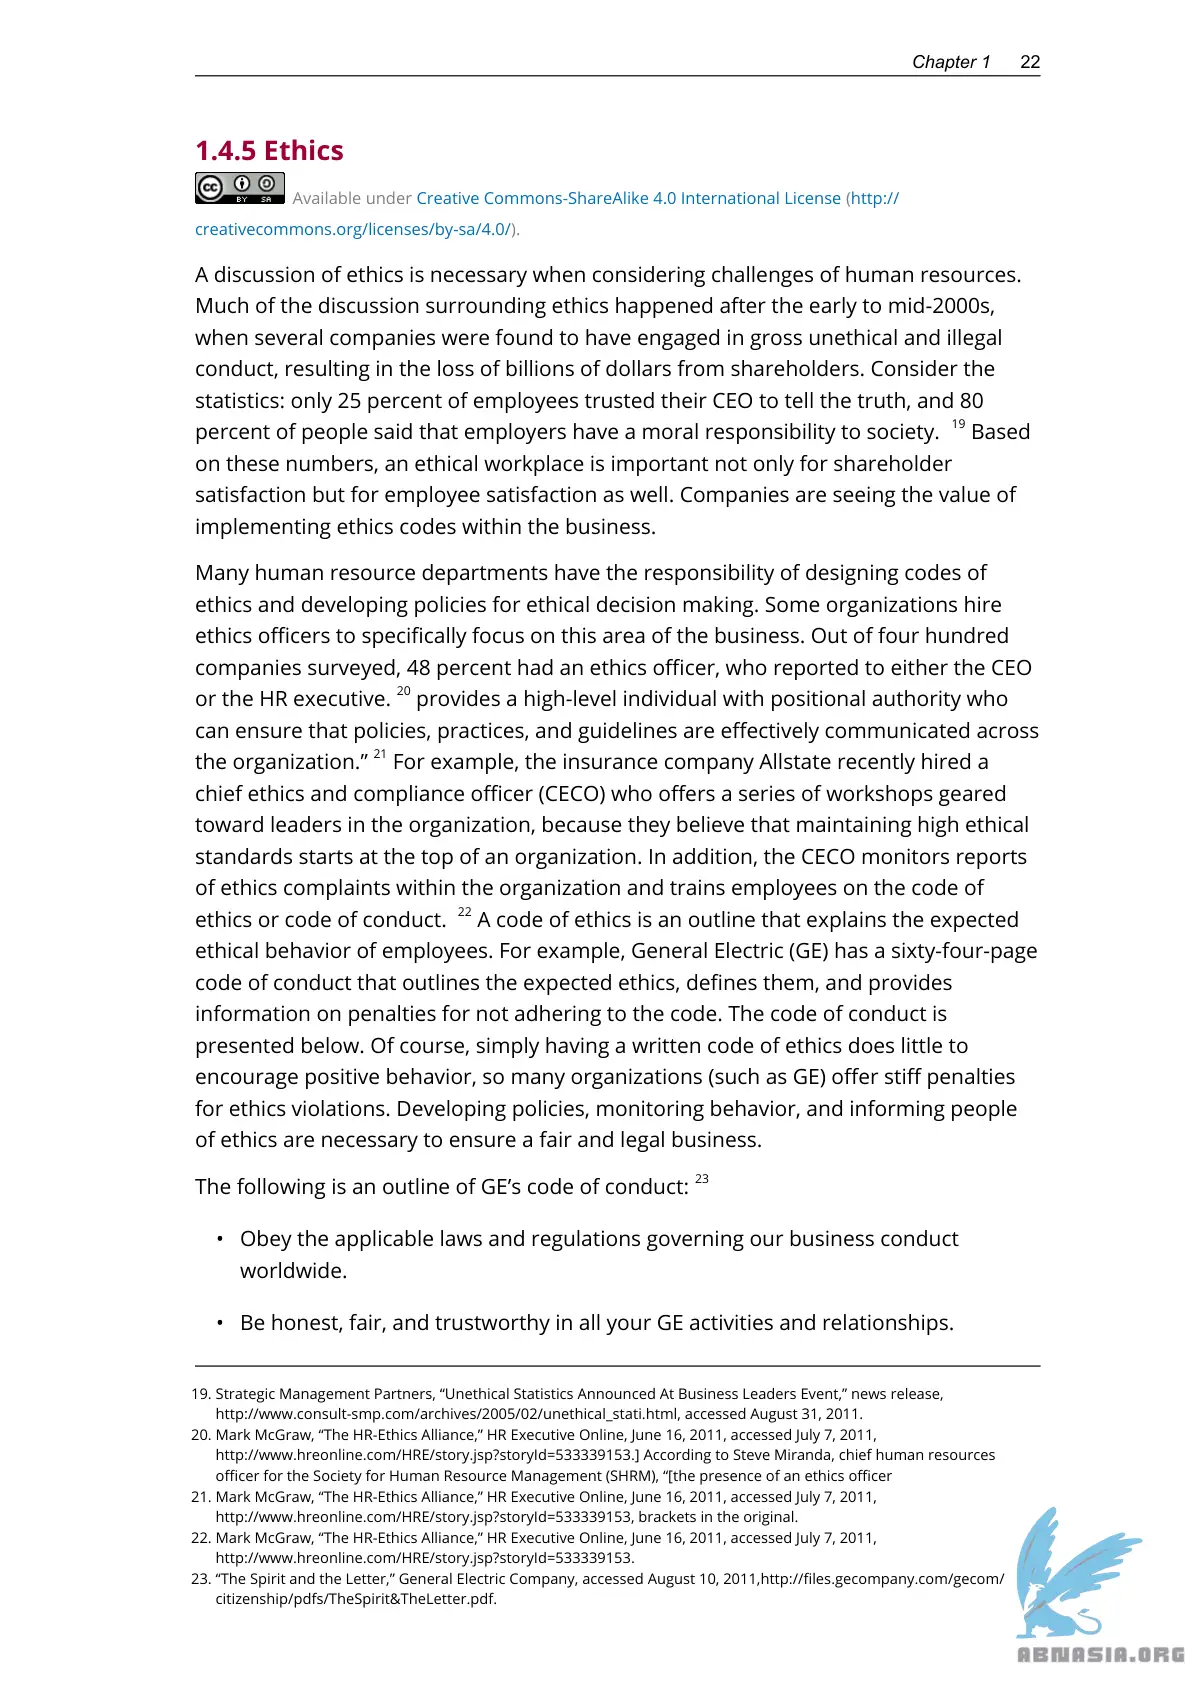 Chapter 1 22
1.4.5 Ethics
cc BY SA Available under Creative Commons-ShareAlike 4.0 International License (http://
creativecommons.org/licenses/by-sa/4.0/).
A discussion of ethics is necessary when considering challenges of human resources.
Much of the discussion surrounding ethics happened after the early to mid-2000s,
when several companies were found to have engaged in gross unethical and illegal
conduct, resulting in the loss of billions of dollars from shareholders. Consider the
statistics: only 25 percent of employees trusted their CEO to tell the truth, and 80
percent of people said that employers have a moral responsibility to society. 19 Based
on these numbers, an ethical workplace is important not only for shareholder
satisfaction but for employee satisfaction as well. Companies are seeing the value of
implementing ethics codes within the business.
Many human resource departments have the responsibility of designing codes of
ethics and developing policies for ethical decision making. Some organizations hire
ethics officers to specifically focus on this area of the business. Out of four hundred
companies surveyed, 48 percent had an ethics officer, who reported to either the CEO
or the HR executive. 20 provides a high-level individual with positional authority who
can ensure that policies, practices, and guidelines are effectively communicated across
the organization.” 21 For example, the insurance company Allstate recently hired a
chief ethics and compliance officer (CECO) who offers a series of workshops geared
toward leaders in the organization, because they believe that maintaining high ethical
standards starts at the top of an organization. In addition, the CECO monitors reports
of ethics complaints within the organization and trains employees on the code of
ethics or code of conduct. 22 A code of ethics is an outline that explains the expected
ethical behavior of employees. For example, General Electric (GE) has a sixty-four-page
code of conduct that outlines the expected ethics, defines them, and provides
information on penalties for not adhering to the code. The code of conduct is
presented below. Of course, simply having a written code of ethics does little to
encourage positive behavior, so many organizations (such as GE) offer stiff penalties
for ethics violations. Developing policies, monitoring behavior, and informing people
of ethics are necessary to ensure a fair and legal business.
The following is an outline of GE’s code of conduct: 23
• Obey the applicable laws and regulations governing our business conduct
worldwide.
• Be honest, fair, and trustworthy in all your GE activities and relationships.
19. Strategic Management Partners, “Unethical Statistics Announced At Business Leaders Event,” news release,
http://www.consult-smp.com/archives/2005/02/unethical_stati.html, accessed August 31, 2011.
20. Mark McGraw, “The HR-Ethics Alliance,” HR Executive Online, June 16, 2011, accessed July 7, 2011,
http://www.hreonline.com/HRE/story.jsp?storyId=533339153.] According to Steve Miranda, chief human resources
officer for the Society for Human Resource Management (SHRM), “[the presence of an ethics officer
21. Mark McGraw, “The HR-Ethics Alliance,” HR Executive Online, June 16, 2011, accessed July 7, 2011,
http://www.hreonline.com/HRE/story.jsp?storyId=533339153, brackets in the original.
22. Mark McGraw, “The HR-Ethics Alliance,” HR Executive Online, June 16, 2011, accessed July 7, 2011,
http://www.hreonline.com/HRE/story.jsp?storyId=533339153.
23. “The Spirit and the Letter,” General Electric Company, accessed August 10, 2011,http://files.gecompany.com/gecom/
citizenship/pdfs/TheSpirit&TheLetter.pdf.
ABNASIA.ORG